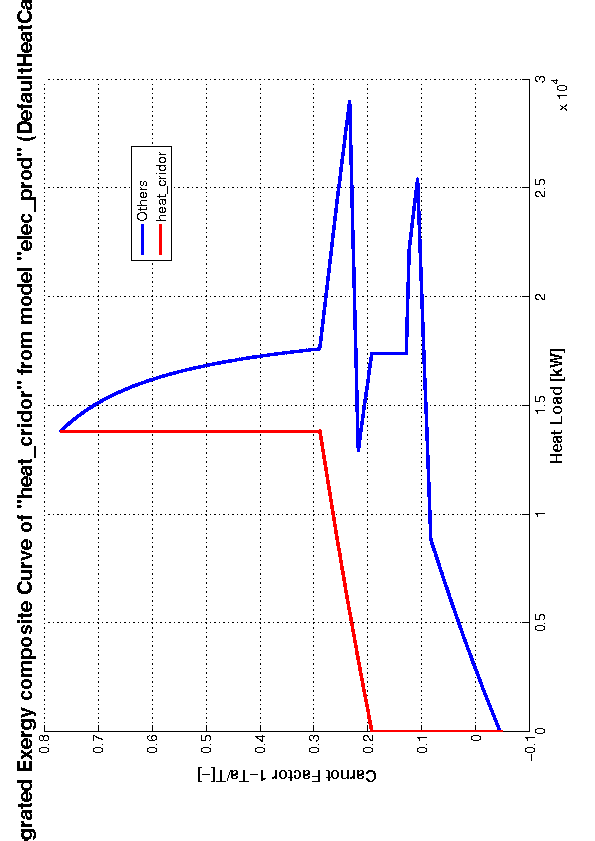 grated Exergy composite Curve of "heat_cridor" from model "elec_prod" (DefaultHeatCa
Others
heat_cridor
Carnot Factor 1−Ta/T[−]
0.8
0.7
0.6
0.5
0.4
0.3
0.2
0.1
0
−0.1
0
0.5
1
1.5
2
2.5
3
x 10⁴
Heat Load [kW]